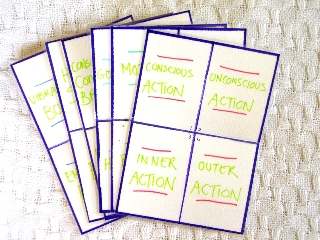 CONSCIOUS
ACTION
UNCONSCIOUS
ACTION
INNER
ACTION
OUTER
ACTION